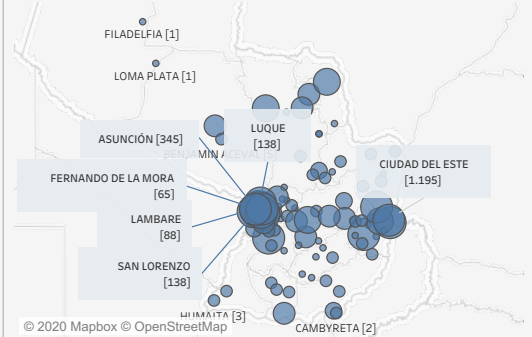 FILADELFIA [1]
LOMA PLATA [1]
LUQUE
[138]
ASUNCIÓN [345]
CIUDAD DEL ESTE
[1.195]
FERNANDO DE LA MORA
[65]
LAMBARE
[88]
SAN LORENZO
[138]
HUMAITA [3]
CAMBYRETA [2]
© 2020 Mapbox © OpenStreetMap